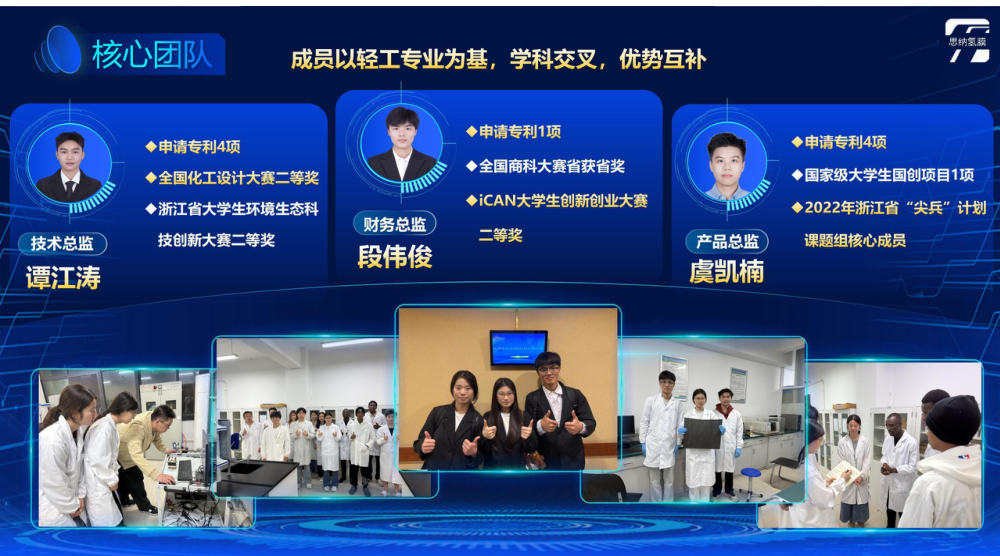 核心团队
成员以轻工专业为基，学科交叉，优势互补
思纳氢膜
技术总监
谭江涛
◆申请专利4项
◆全国化工设计大赛二等奖
◆浙江省大学生环境生态科
技创新大赛二等奖
财务总监
段伟俊
◆申请专利1项
◆全国商科大赛省获省奖
◆iCAN大学生创新创业大赛
二等奖
产品总监
虞凯楠
◆申请专利4项
◆国家级大学生国创项目1项
◆2022年浙江省“尖兵”计划
课题组核心成员